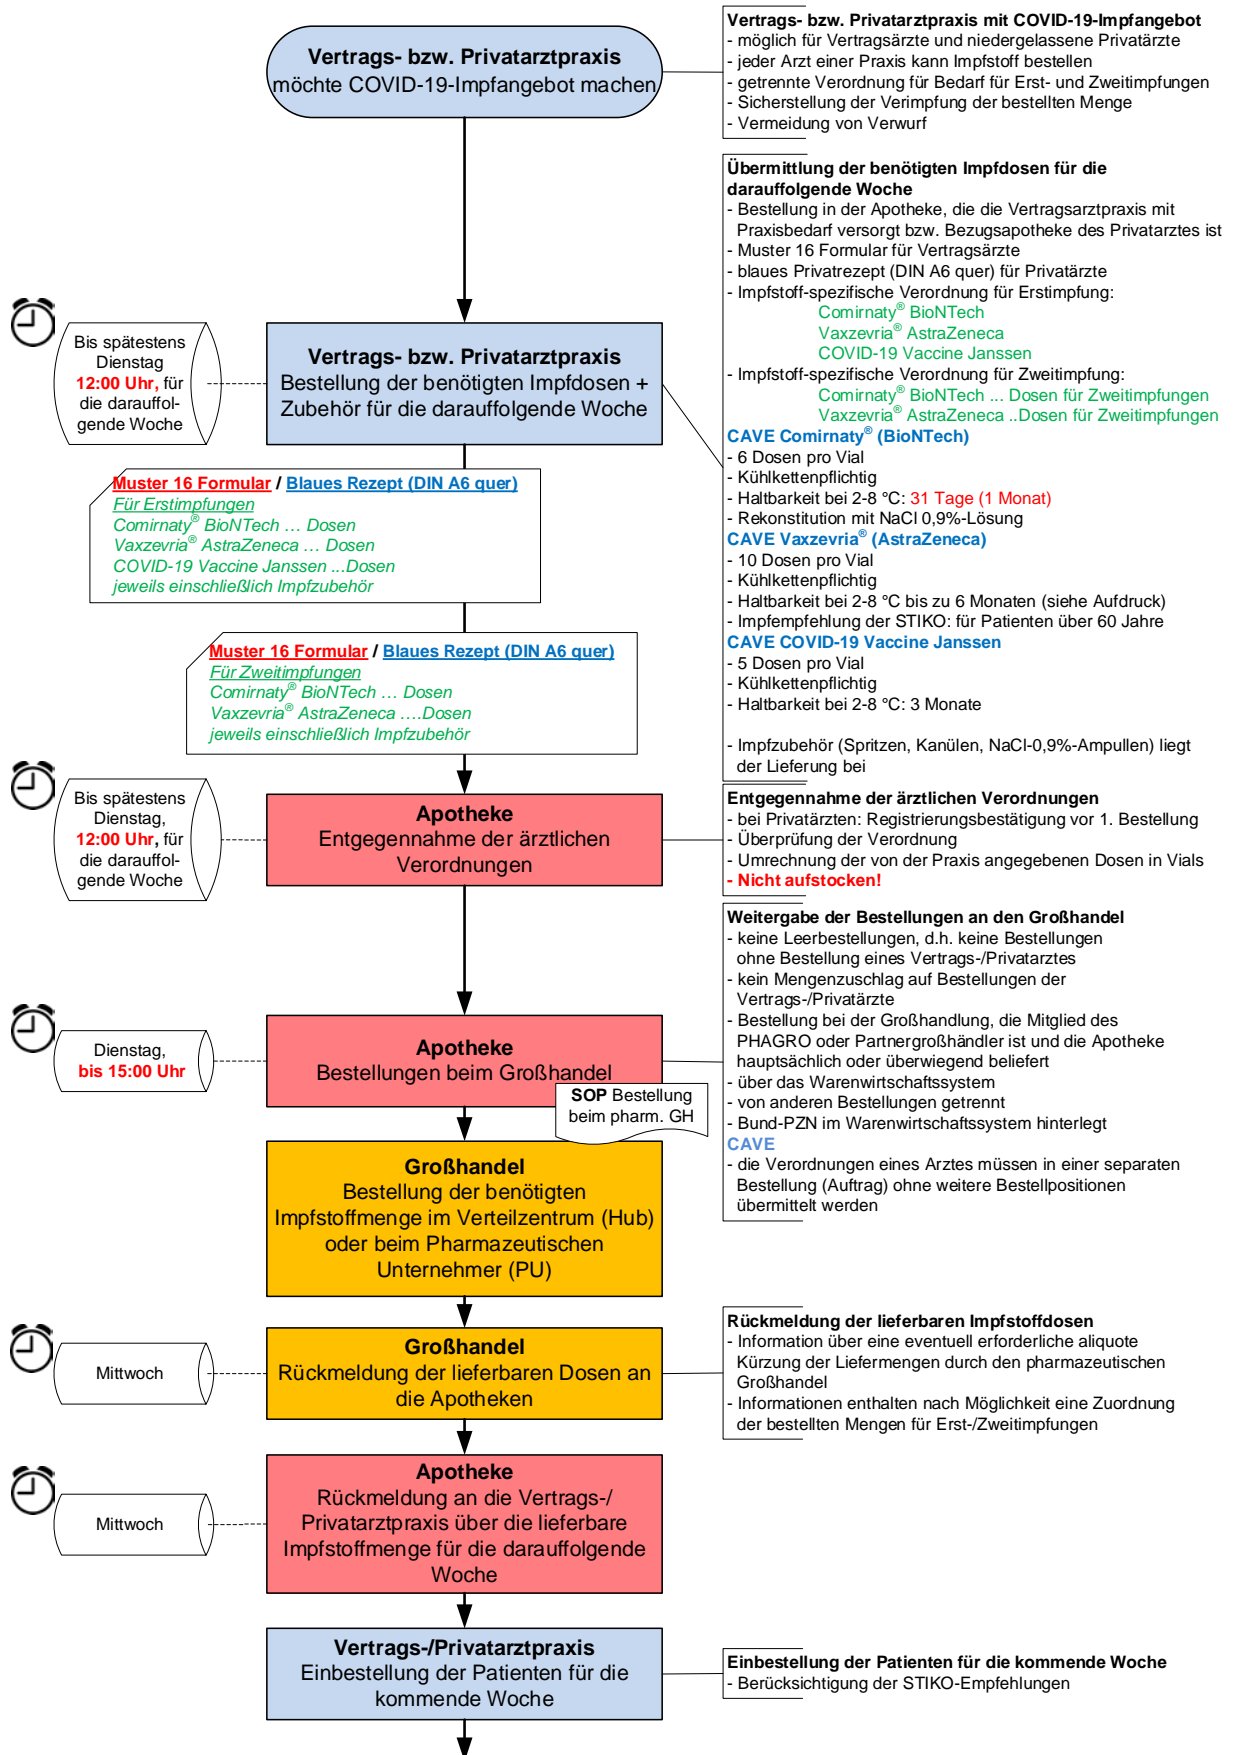 Vertrags- bzw. Privatarztpraxis
möchte COVID-19-Impfangebot machen
Vertrags- bzw. Privatarztpraxis mit COVID-19-Impfangebot
- möglich für Vertragsärzte und niedergelassene Privatärzte
- jeder Arzt einer Praxis kann Impfstoff bestellen
- getrennte Verordnung für Bedarf für Erst- und Zweitimpfungen
- Sicherstellung der Verimpfung der bestellten Menge
- Vermeidung von Verwurf
Übermittlung der benötigten Impfdosen für die
darauffolgende Woche
- Bestellung in der Apotheke, die die Vertragsarztpraxis mit
Praxisbedarf versorgt bzw. Bezugsapotheke des Privatarztes ist
- Muster 16 Formular für Vertragsärzte
- blaues Privatrezept (DIN A6 quer) für Privatärzte
- Impfstoff-spezifische Verordnung für Erstimpfung:
Comirnaty® BioNTech
Vaxzevria® AstraZeneca
COVID-19 Vaccine Janssen
- Impfstoff-spezifische Verordnung für Zweitimpfung:
Comirnaty® BioNTech ... Dosen für Zweitimpfungen
Vaxzevria® AstraZeneca ..Dosen für Zweitimpfungen
CAVE Comirnaty® (BioNTech)
- 6 Dosen pro Vial
- Kühlkettenpflichtig
- Haltbarkeit bei 2-8 °C: 31 Tage (1 Monat)
- Rekonstitution mit NaCl 0,9%-Lösung
CAVE Vaxzevria® (AstraZeneca)
- 10 Dosen pro Vial
- Kühlkettenpflichtig
- Haltbarkeit bei 2-8 °C bis zu 6 Monaten (siehe Aufdruck)
- Impfempfehlung der STIKO: für Patienten über 60 Jahre
CAVE COVID-19 Vaccine Janssen
- 5 Dosen pro Vial
- Kühlkettenpflichtig
- Haltbarkeit bei 2-8 °C: 3 Monate
- Impfzubehör (Spritzen, Kanülen, NaCl-0,9%-Ampullen) liegt
der Lieferung bei
Bis spätestens
Dienstag
12:00 Uhr, für
die darauffol-
gende Woche
Vertrags- bzw. Privatarztpraxis
Bestellung der benötigten Impfdosen +
Zubehör für die darauffolgende Woche
Muster 16 Formular / Blaues Rezept (DIN A6 quer)
Für Erstimpfungen
Comirnaty® BioNTech … Dosen
Vaxzevria® AstraZeneca … Dosen
COVID-19 Vaccine Janssen ...Dosen
jeweils einschließlich Impfzubehör
Muster 16 Formular / Blaues Rezept (DIN A6 quer)
Für Zweitimpfungen
Comirnaty® BioNTech … Dosen
Vaxzevria® AstraZeneca ….Dosen
jeweils einschließlich Impfzubehör
Bis spätestens
Dienstag,
12:00 Uhr, für
die darauffol-
gende Woche
Apotheke
Entgegennahme der ärztlichen
Verordnungen
Entgegennahme der ärztlichen Verordnungen
- bei Privatärzten: Registrierungsbestätigung vor 1. Bestellung
- Überprüfung der Verordnung
- Umrechnung der von der Praxis angegebenen Dosen in Vials
- Nicht aufstocken!
Weitergabe der Bestellungen an den Großhandel
- keine Leerbestellungen, d.h. keine Bestellungen
ohne Bestellung eines Vertrags-/Privatarztes
- kein Mengenzuschlag auf Bestellungen der
Vertrags-/Privatärzte
- Bestellung bei der Großhandlung, die Mitglied des
PHAGRO oder Partnergroßhändler ist und die Apotheke
hauptsächlich oder überwiegend beliefert
- über das Warenwirtschaftssystem
- von anderen Bestellungen getrennt
- Bund-PZN im Warenwirtschaftssystem hinterlegt
CAVE
- die Verordnungen eines Arztes müssen in einer separaten
Bestellung (Auftrag) ohne weitere Bestellpositionen
übermittelt werden
Dienstag,
bis 15:00 Uhr
Apotheke
Bestellungen beim Großhandel
SOP Bestellung
beim pharm. GH
Großhandel
Bestellung der benötigten
Impfstoffmenge im Verteilzentrum (Hub)
oder beim Pharmazeutischen
Unternehmer (PU)
Mittwoch
Großhandel
Rückmeldung der lieferbaren Dosen an
die Apotheken
Rückmeldung der lieferbaren Impfstoffdosen
- Information über eine eventuell erforderliche aliquote
Kürzung der Liefermengen durch den pharmazeutischen
Großhandel
- Informationen enthalten nach Möglichkeit eine Zuordnung
der bestellten Mengen für Erst-/Zweitimpfungen
Mittwoch
Apotheke
Rückmeldung an die Vertrags-/
Privatarztpraxis über die lieferbare
Impfstoffmenge für die darauffolgende
Woche
Vertrags-/Privatarztpraxis
Einbestellung der Patienten für die
kommende Woche
Einbestellung der Patienten für die kommende Woche
- Berücksichtigung der STIKO-Empfehlungen